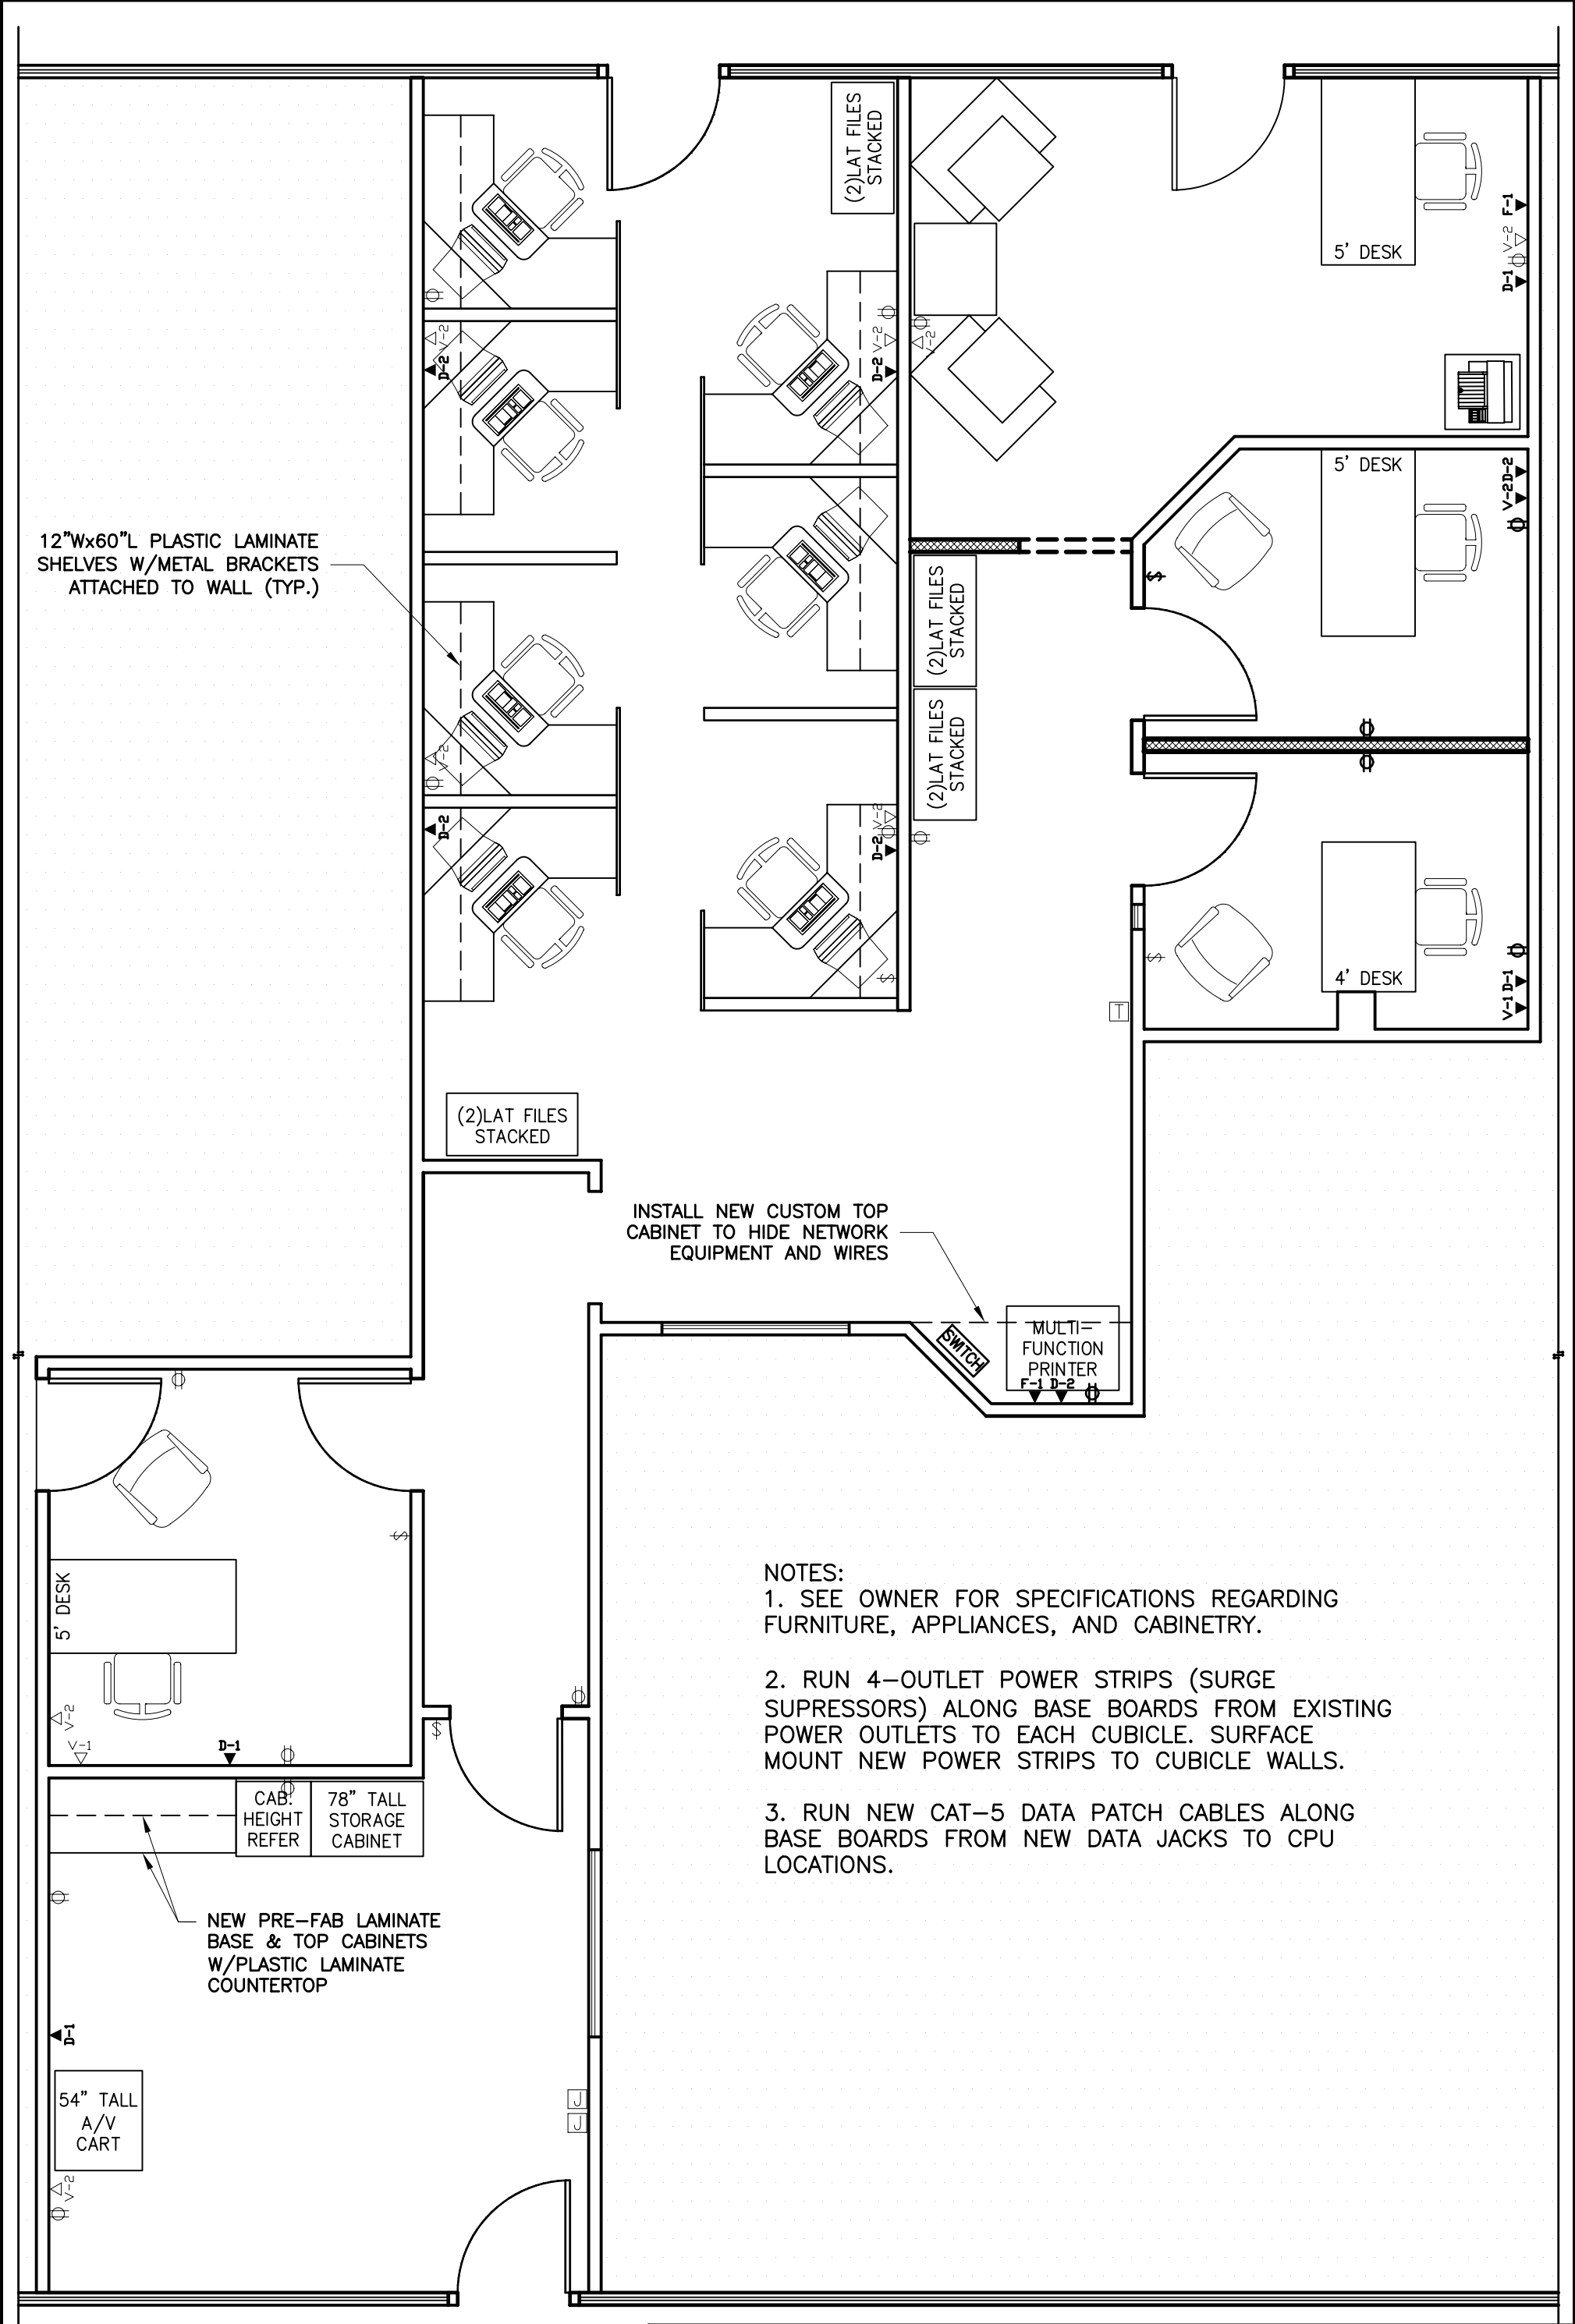 (2)LAT FILES
STACKED
5' DESK
F-1
V-2
D-1
V-2
D-2
V-2
D-2
V-2
5' DESK
D-2
V-2
$
12"Wx60"L PLASTIC LAMINATE
SHELVES W/METAL BRACKETS
ATTACHED TO WALL (TYP.)
(2)LAT FILES
STACKED
(2)LAT FILES
STACKED
V-2
D-2
V-2
D-2
$
$
4' DESK
D-1
V-1
T
(2)LAT FILES
STACKED
INSTALL NEW CUSTOM TOP
CABINET TO HIDE NETWORK
EQUIPMENT AND WIRES
SWITCH
MULTI-
FUNCTION
PRINTER
F-1 D-2
$
5' DESK
V-2
V-1
D-1
$
CAB.
HEIGHT
REFER
78" TALL
STORAGE
CABINET
NEW PRE-FAB LAMINATE
BASE & TOP CABINETS
W/PLASTIC LAMINATE
COUNTERTOP
D-1
54" TALL
A/V
CART
V-2
J
J
NOTES:
1. SEE OWNER FOR SPECIFICATIONS REGARDING
FURNITURE, APPLIANCES, AND CABINETRY.
2. RUN 4-OUTLET POWER STRIPS (SURGE
SUPRESSORS) ALONG BASE BOARDS FROM EXISTING
POWER OUTLETS TO EACH CUBICLE. SURFACE
MOUNT NEW POWER STRIPS TO CUBICLE WALLS.
3. RUN NEW CAT-5 DATA PATCH CABLES ALONG
BASE BOARDS FROM NEW DATA JACKS TO CPU
LOCATIONS.